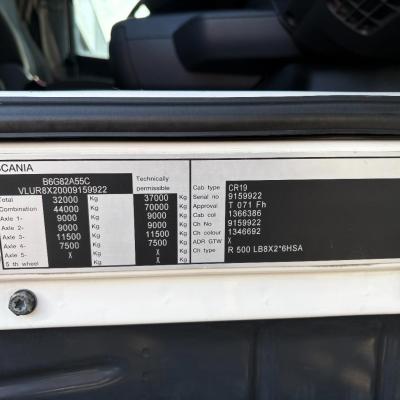 SCANIA
B6G82A55C
VLUR8X20009159922
Technically permissible
Total 32000 Kg 37000 Kg
Combination 44000 Kg 70000 Kg
Axle 1- 9000 Kg 9000 Kg
Axle 2- 9000 Kg 9000 Kg
Axle 3- 11500 Kg 11500 Kg
Axle 4- 7500 Kg 7500 Kg
Axle 5- X Kg X Kg
5 th wheel Kg X Kg
Cab type CR19
Serial no 9159922
Approval T 071 Fh
Cab col 1366386
Ch No 9159922
Ch colour 1346692
ADR GTW X
Ch type R 500 LB8X2*6HSA